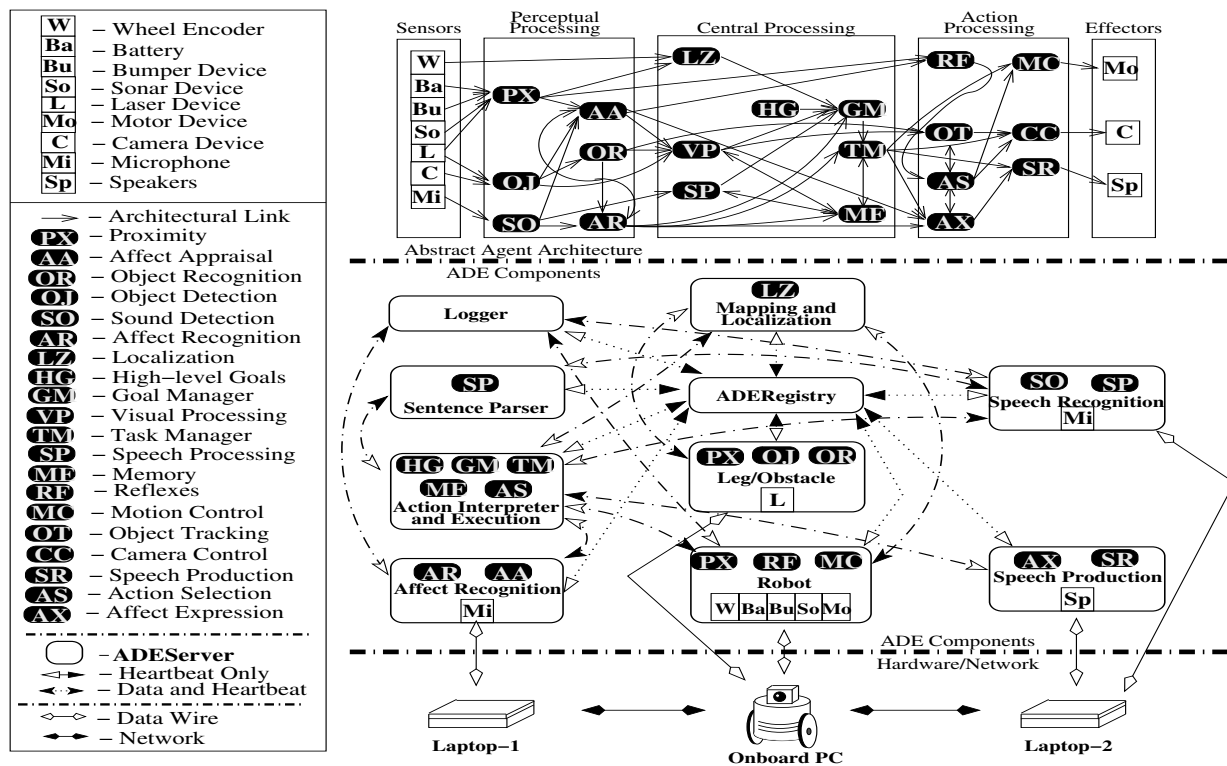 W – Wheel Encoder
Ba – Battery
Bu – Bumper Device
So – Sonar Device
L – Laser Device
Mo – Motor Device
C – Camera Device
Mi – Microphone
Sp – Speakers
– Architectural Link
PX – Proximity
AA – Affect Appraisal
OR – Object Recognition
OJ – Object Detection
SO – Sound Detection
AR – Affect Recognition
LZ – Localization
HG – High–level Goals
GM – Goal Manager
VP – Visual Processing
TM – Task Manager
SP – Speech Processing
MF – Memory
RF – Reflexes
MC – Motion Control
OT – Object Tracking
CC – Camera Control
SR – Speech Production
AS – Action Selection
AX – Affect Expression
– ADEServer
– Heartbeat Only
– Data and Heartbeat
– Data Wire
– Network
Sensors
Perceptual
Processing
Central Processing
Action
Processing
Effectors
W
Ba
Bu
So
L
C
Mi
PX
AA
OR
OJ
SO
AR
LZ
HG
GM
VP
TM
SP
MF
RF
MC
OT
CC
AS
SR
AX
Mo
C
Sp
Abstract Agent Architecture
ADE Components
Logger
LZ
Mapping and
Localization
SP
Sentence Parser
ADERegistry
SO SP
Speech Recognition
Mi
HG GM TM
MF AS
Action Interpreter
and Execution
PX OJ OR
Leg/Obstacle
L
AR AA
Affect Recognition
Mi
PX RF MC
Robot
W Ba Bu So Mo
AX SR
Speech Production
Sp
ADE Components
Hardware/Network
Laptop–1
Onboard PC
Laptop–2